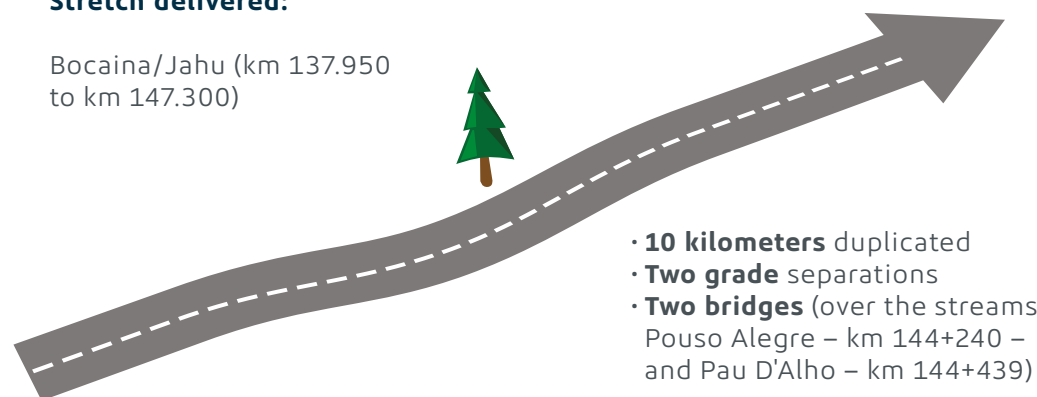 Stretch delivered:
Bocaina/Jahu (km 137.950
to km 147.300)
· 10 kilometers duplicated
· Two grade separations
· Two bridges (over the streams
Pouso Alegre – km 144+240 –
and Pau D'Alho – km 144+439)